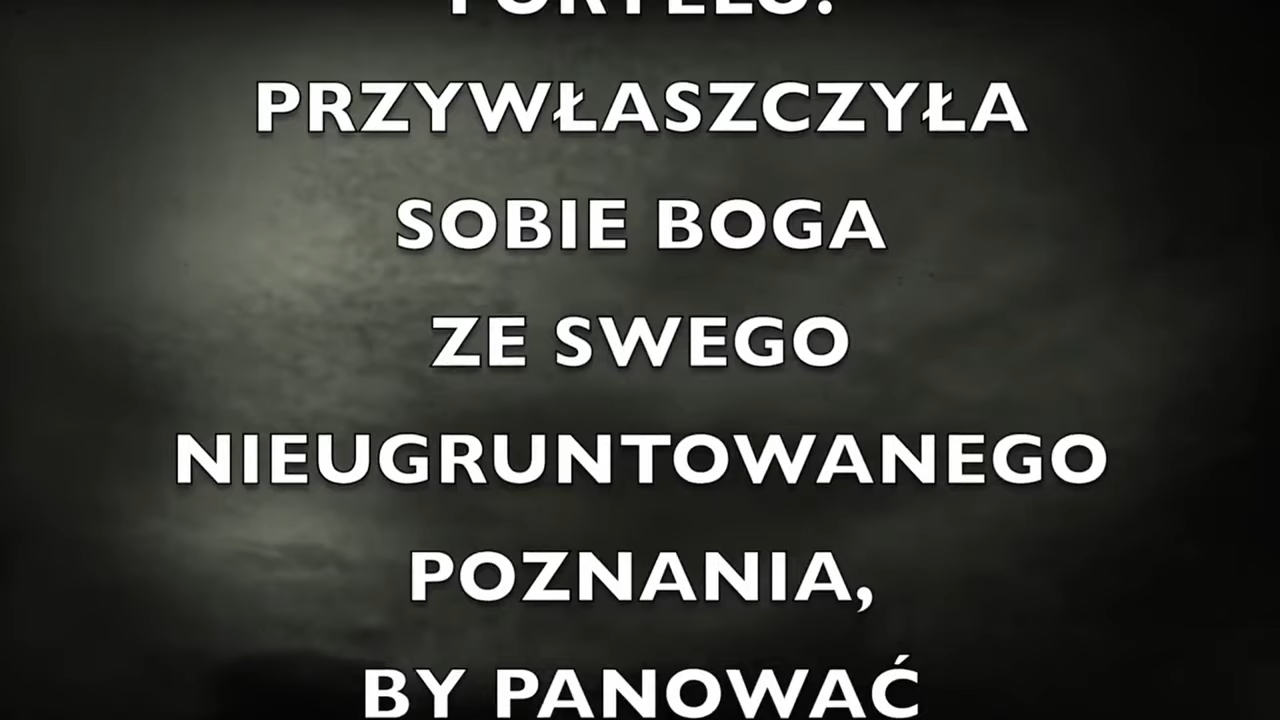 PRZYWŁASZCZYŁA
SOBIE BOGA
ZE SWEGO
NIEUGRUNTOWANEGO
POZNANIA,
BY PANOWAĆ